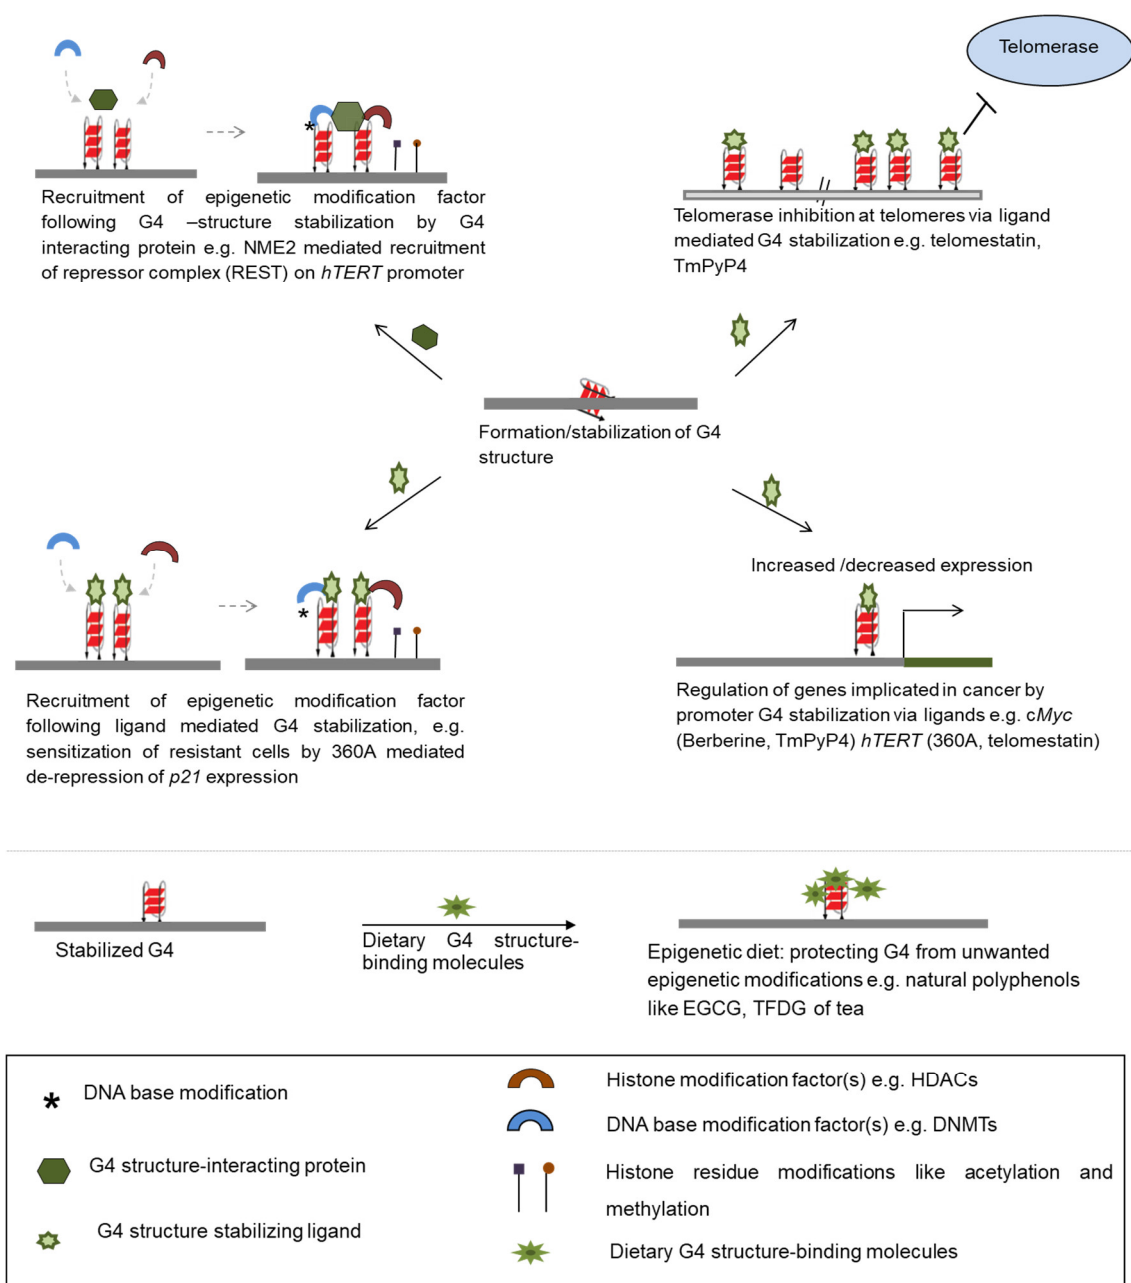 Telomerase
Recruitment of epigenetic modification factor
following G4 –structure stabilization by G4
interacting protein e.g. NME2 mediated recruitment
of repressor complex (REST) on hTERT promoter
*
Telomerase inhibition at telomeres via ligand
mediated G4 stabilization e.g. telomestatin,
TmPyP4
Formation/stabilization of G4
structure
*
Recruitment of epigenetic modification factor
following ligand mediated G4 stabilization, e.g.
sensitization of resistant cells by 360A mediated
de-repression of p21 expression
Increased /decreased expression
Regulation of genes implicated in cancer by
promoter G4 stabilization via ligands e.g. cMyc
(Berberine, TmPyP4) hTERT (360A, telomestatin)
Stabilized G4
Dietary G4 structure-
binding molecules
Epigenetic diet: protecting G4 from unwanted
epigenetic modifications e.g. natural polyphenols
like EGCG, TFDG of tea
* DNA base modification
G4 structure-interacting protein
G4 structure stabilizing ligand
Histone modification factor(s) e.g. HDACs
DNA base modification factor(s) e.g. DNMTs
Histone residue modifications like acetylation and
methylation
Dietary G4 structure-binding molecules